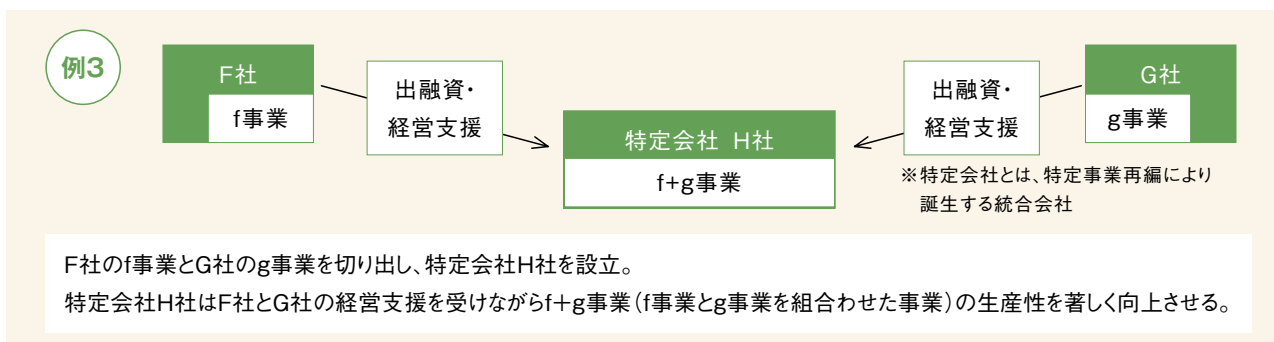 例3
F社
f事業
出融資・
経営支援
特定会社 H社
f+g事業
出融資・
経営支援
G社
g事業
※特定会社とは、特定事業再編により
誕生する統合会社
F社のf事業とG社のg事業を切り出し、特定会社H社を設立。
特定会社H社はF社とG社の経営支援を受けながらf＋g事業（f事業とg事業を組合わせた事業）の生産性を著しく向上させる。